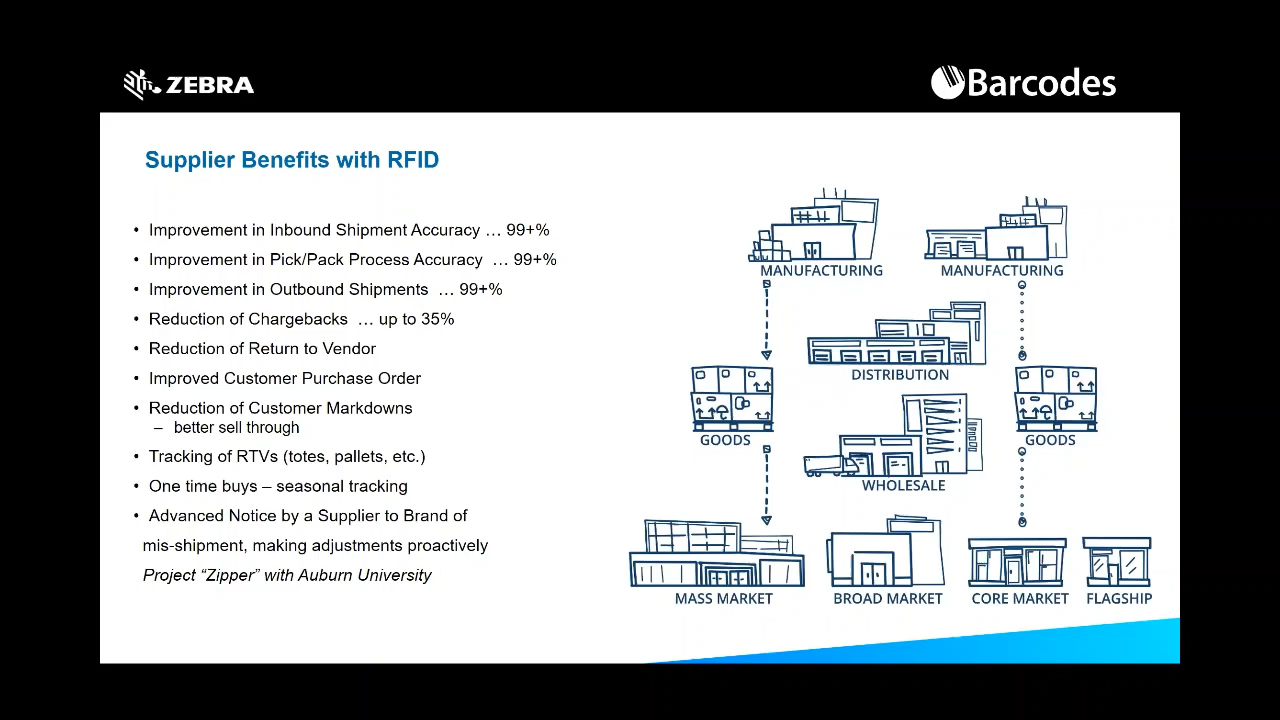 ZEBRA
Barcodes
Supplier Benefits with RFID
• Improvement in Inbound Shipment Accuracy … 99+%
• Improvement in Pick/Pack Process Accuracy … 99+%
• Improvement in Outbound Shipments … 99+%
• Reduction of Chargebacks … up to 35%
• Reduction of Return to Vendor
• Improved Customer Purchase Order
• Reduction of Customer Markdowns
– better sell through
• Tracking of RTVs (totes, pallets, etc.)
• One time buys – seasonal tracking
• Advanced Notice by a Supplier to Brand of
mis-shipment, making adjustments proactively
Project “Zipper” with Auburn University
MANUFACTURING
MANUFACTURING
DISTRIBUTION
GOODS
GOODS
WHOLESALE
MASS MARKET
BROAD MARKET
CORE MARKET
FLAGSHIP